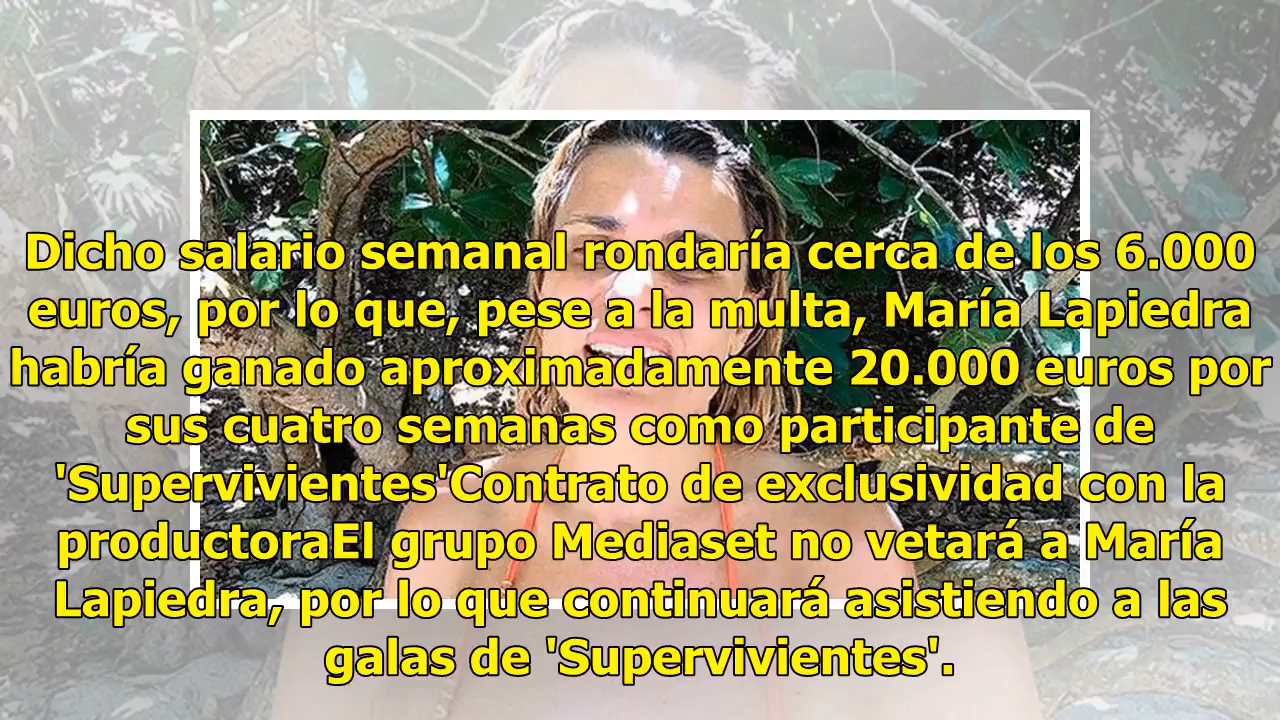 Dicho salario semanal rondaría cerca de los 6.000
euros, por lo que, pese a la multa, María Lapiedra
habría ganado aproximadamente 20.000 euros por
sus cuatro semanas como participante de
'Supervivientes'Contrato de exclusividad con la
productoraEl grupo Mediaset no vetará a María
Lapiedra, por lo que continuará asistiendo a las
galas de 'Supervivientes'.